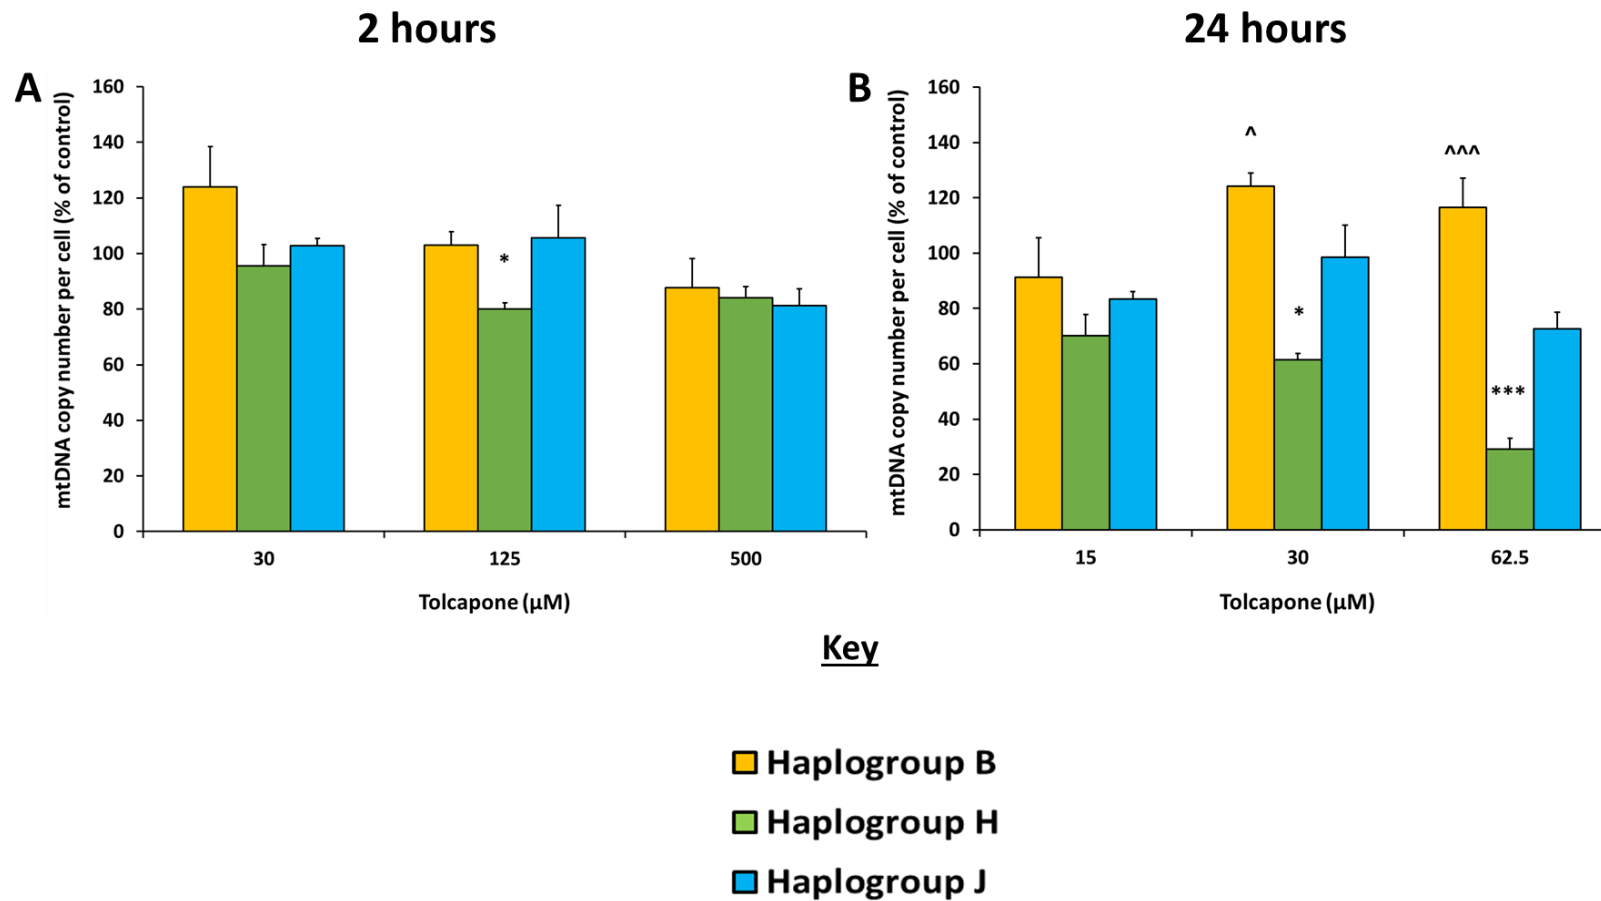 2 hours
24 hours
A
mtDNA copy number per cell (% of control)
160
140
120
100
80
60
40
20
0
*
30
125
500
Tolcapone (µM)
B
mtDNA copy number per cell (% of control)
160
140
120
100
80
60
40
20
0
^
^^^
*
***
15
30
62.5
Tolcapone (µM)
Key
Haplogroup B
Haplogroup H
Haplogroup J